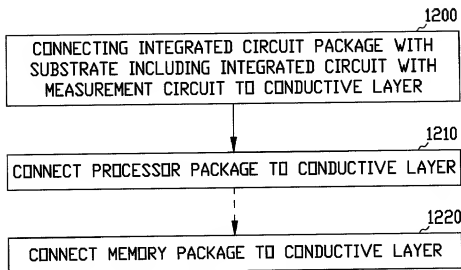 1200
CONNECTING INTEGRATED CIRCUIT PACKAGE WITH
SUBSTRATE INCLUDING INTEGRATED CIRCUIT WITH
MEASUREMENT CIRCUIT TO CONDUCTIVE LAYER
1210
CONNECT PROCESSOR PACKAGE TO CONDUCTIVE LAYER
1220
CONNECT MEMORY PACKAGE TO CONDUCTIVE LAYER